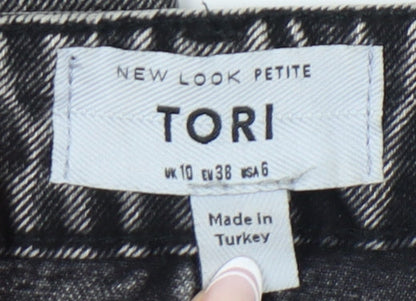 NEW LOOK PETITE
TORI
UK 10 EU 38 USA 6
Made in
Turkey